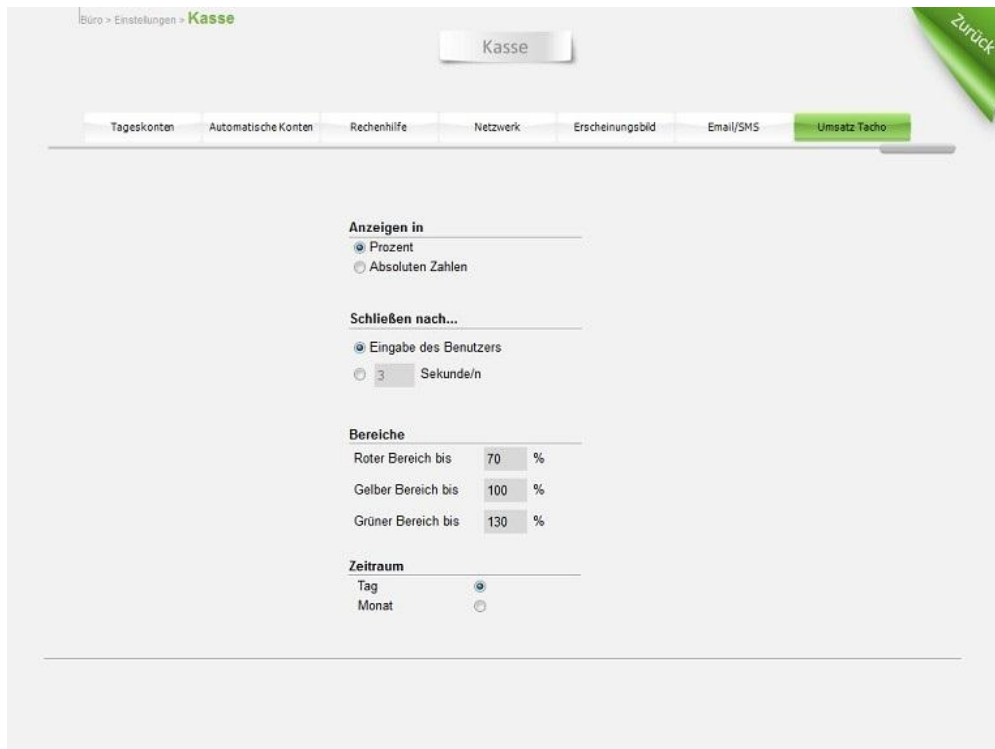 Büro > Einstellungen > Kasse
Zurück
Kasse
Tageskonten Automatische Konten Rechenhilfe Netzwerk Erscheinungsbild Email/SMS Umsatz Tacho
Anzeigen in
Prozent
Absoluten Zahlen
Schließen nach...
Eingabe des Benutzers
3 Sekunde/n
Bereiche
Roter Bereich bis 70 %
Gelber Bereich bis 100 %
Grüner Bereich bis 130 %
Zeitraum
Tag
Monat